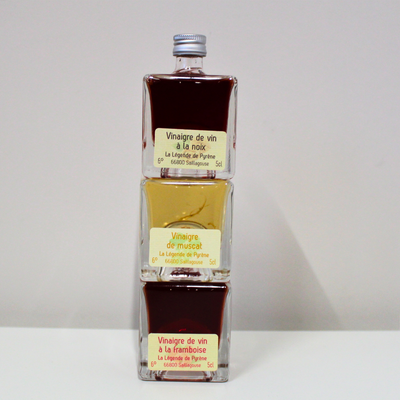 Vinaigre de vin
à la noix
La Légende de Pyrène
6° 66800 Saillagouse 5cl
Vinaigre
de muscat
La Légende de Pyrène
6° 66800 Saillagouse 5cl
Vinaigre de vin
à la framboise
La Légende de Pyrène
6° 66800 Saillagouse 5cl